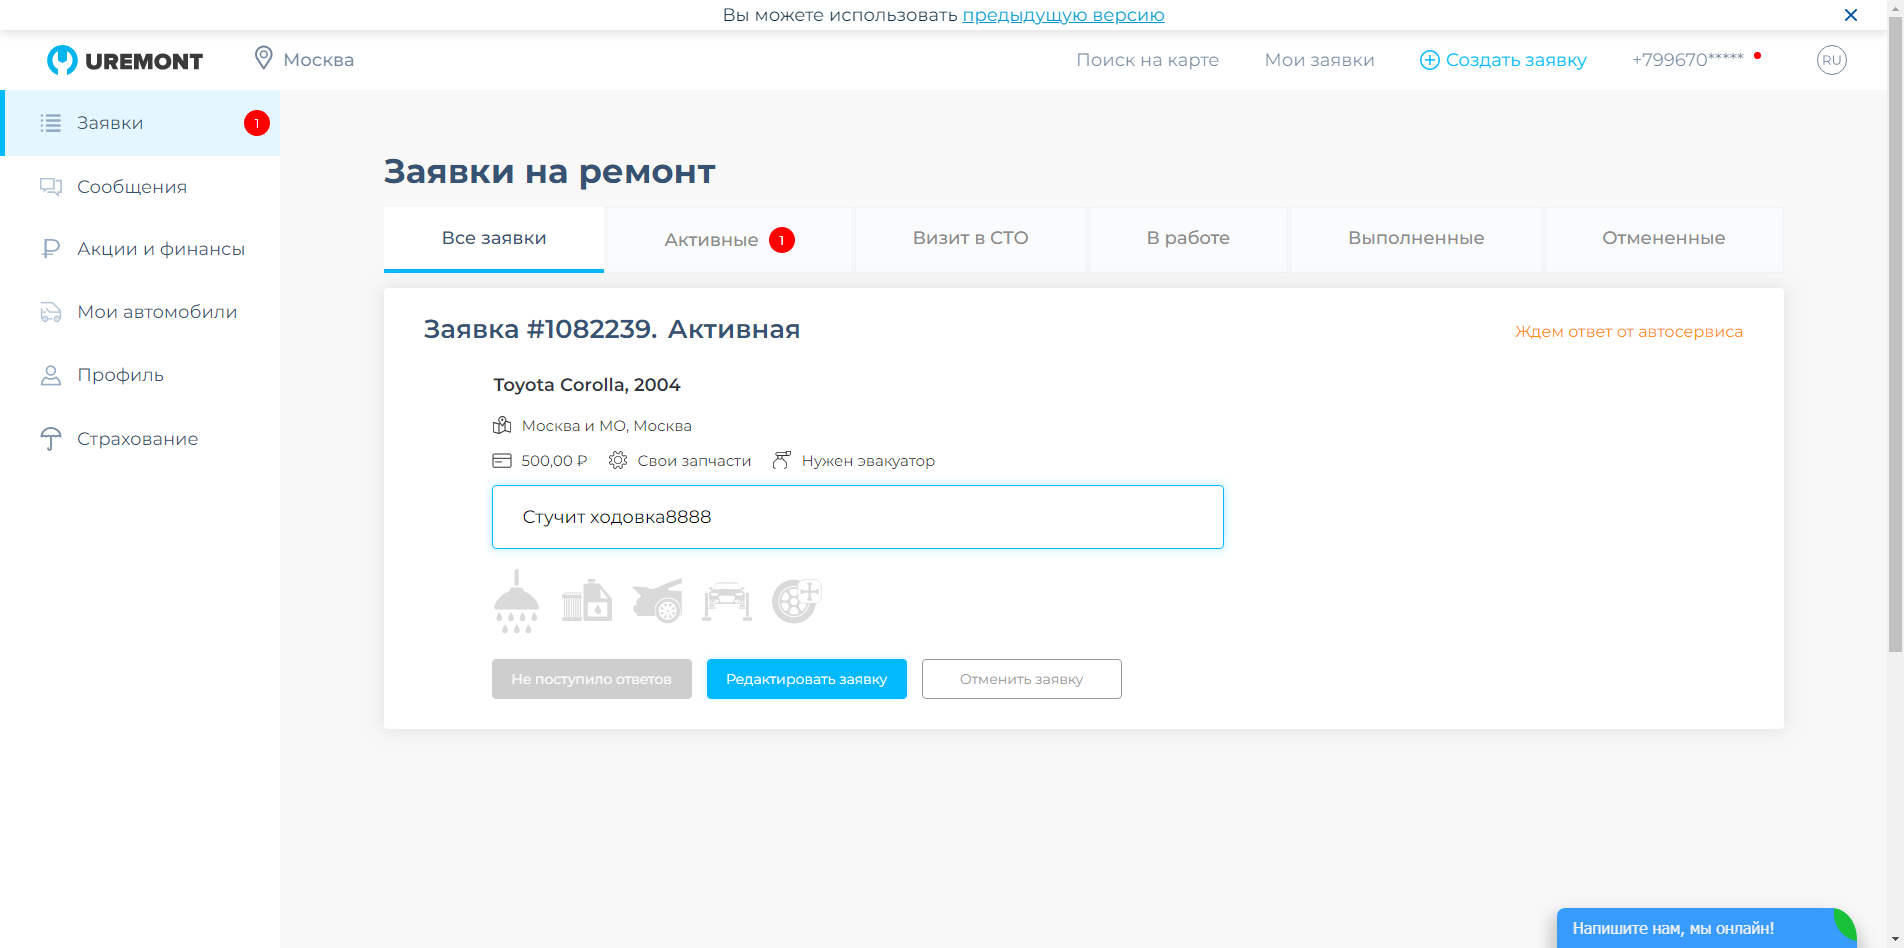 Вы можете использовать предыдущую версию
UREMONT
Москва
Поиск на карте
Мои заявки
Создать заявку
+799670*****
RU
Заявки
1
Сообщения
Акции и финансы
Мои автомобили
Профиль
Страхование
Заявки на ремонт
Все заявки
Активные 1
Визит в СТО
В работе
Выполненные
Отмененные
Заявка #1082239. Активная
Ждем ответ от автосервиса
Toyota Corolla, 2004
Москва и МО, Москва
500,00 ₽
Свои запчасти
Нужен эвакуатор
Стучит ходовка8888
Не поступило ответов
Редактировать заявку
Отменить заявку
Напишите нам, мы онлайн!